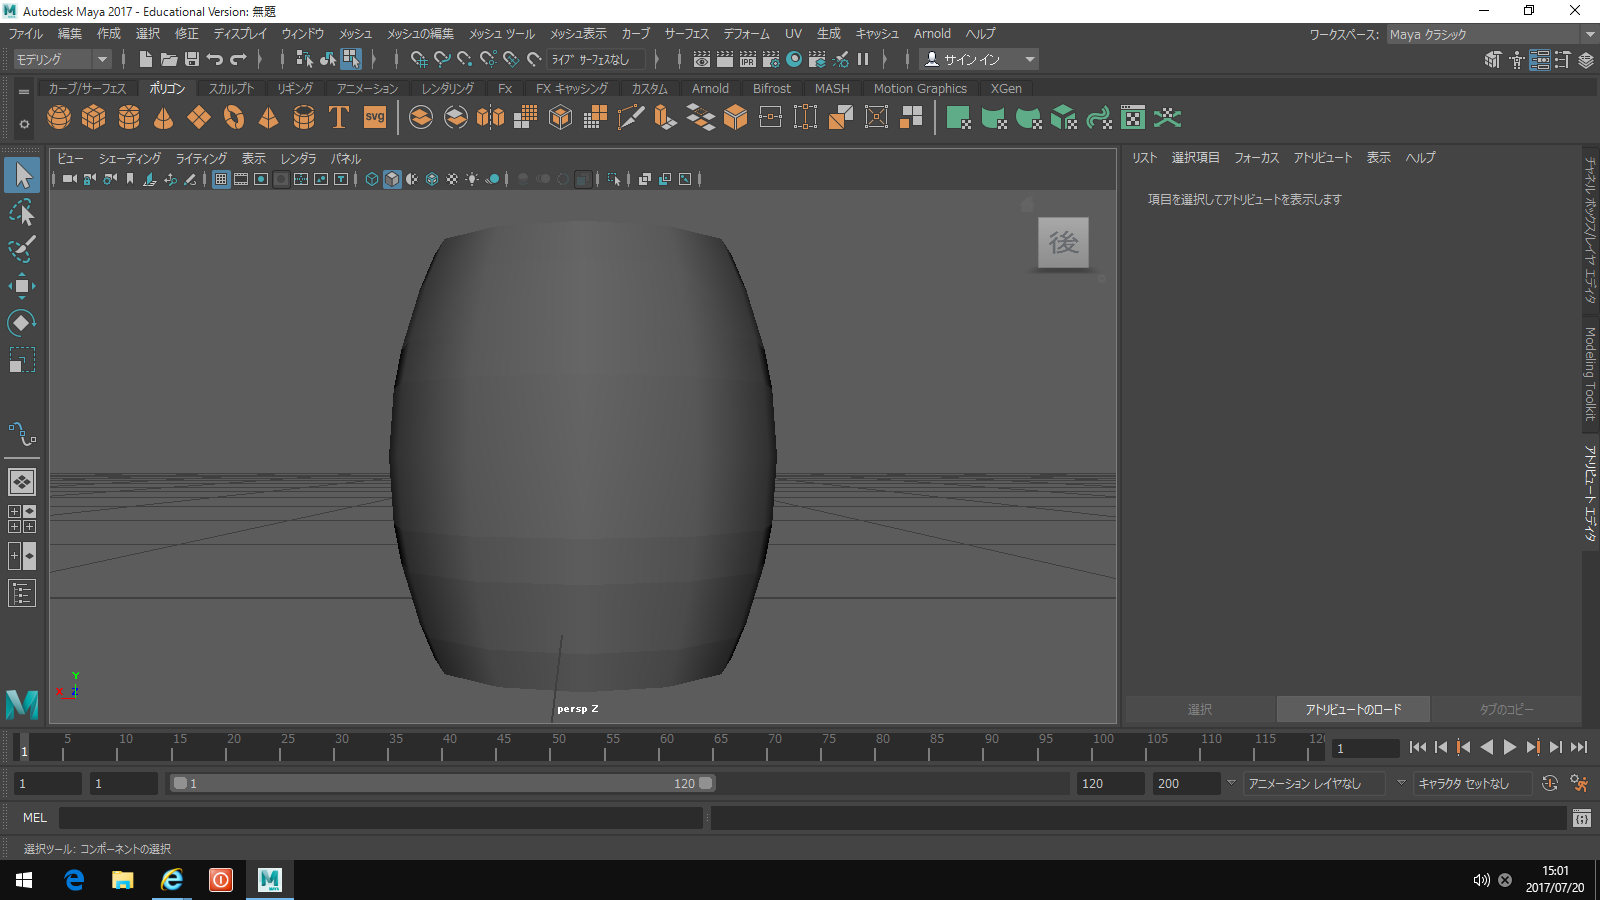 Autodesk Maya 2017 - Educational Version: 無題
ファイル 編集 作成 選択 修正 ディスプレイ ウィンドウ メッシュ メッシュの編集 メッシュ ツール メッシュ表示 カーブ サーフェス デフォーム UV 生成 キャッシュ Arnold ヘルプ
ワークスペース: Maya クラシック
モデリング
ライブ サーフェスなし
サイン イン
カーブ/サーフェス ポリゴン スカルプト リギング アニメーション レンダリング Fx FX キャッシング カスタム Arnold Bifrost MASH Motion Graphics XGen
T
svg
ビュー シェーディング ライティング 表示 レンダラ パネル
IPR
リスト 選択項目 フォーカス アトリビュート 表示 ヘルプ
項目を選択してアトリビュートを表示します
後
チャネル ボックス/レイヤ エディタ
Modeling Toolkit
アトリビュート エディタ
Y
X Z
persp Z
選択 アトリビュートのロード タブのコピー
1 5 10 15 20 25 30 35 40 45 50 55 60 65 70 75 80 85 90 95 100 105 110 115 12
1
1 1 1 120 120 200 アニメーション レイヤなし キャラクタ セットなし
MEL
選択ツール: コンポーネントの選択
15:01
2017/07/20